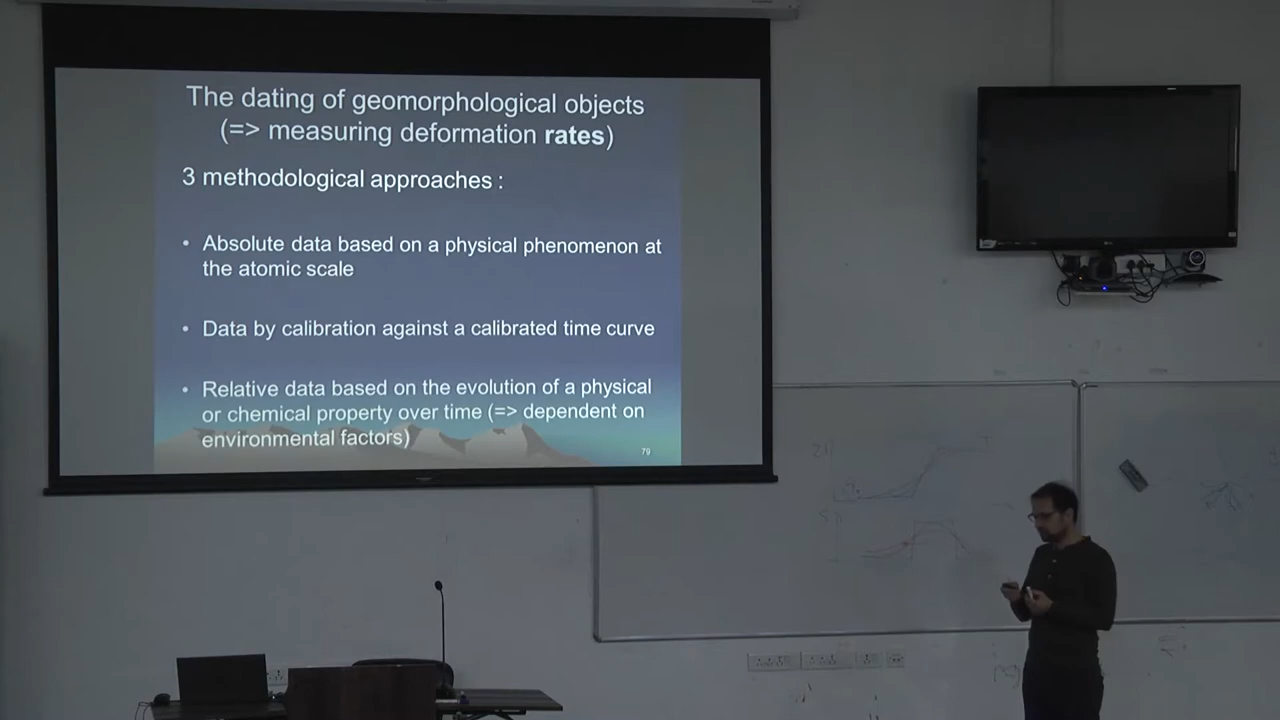 The dating of geomorphological objects
(=> measuring deformation rates)
3 methodological approaches :
• Absolute data based on a physical phenomenon at
the atomic scale
• Data by calibration against a calibrated time curve
• Relative data based on the evolution of a physical
or chemical property over time (=> dependent on
environmental factors)
79